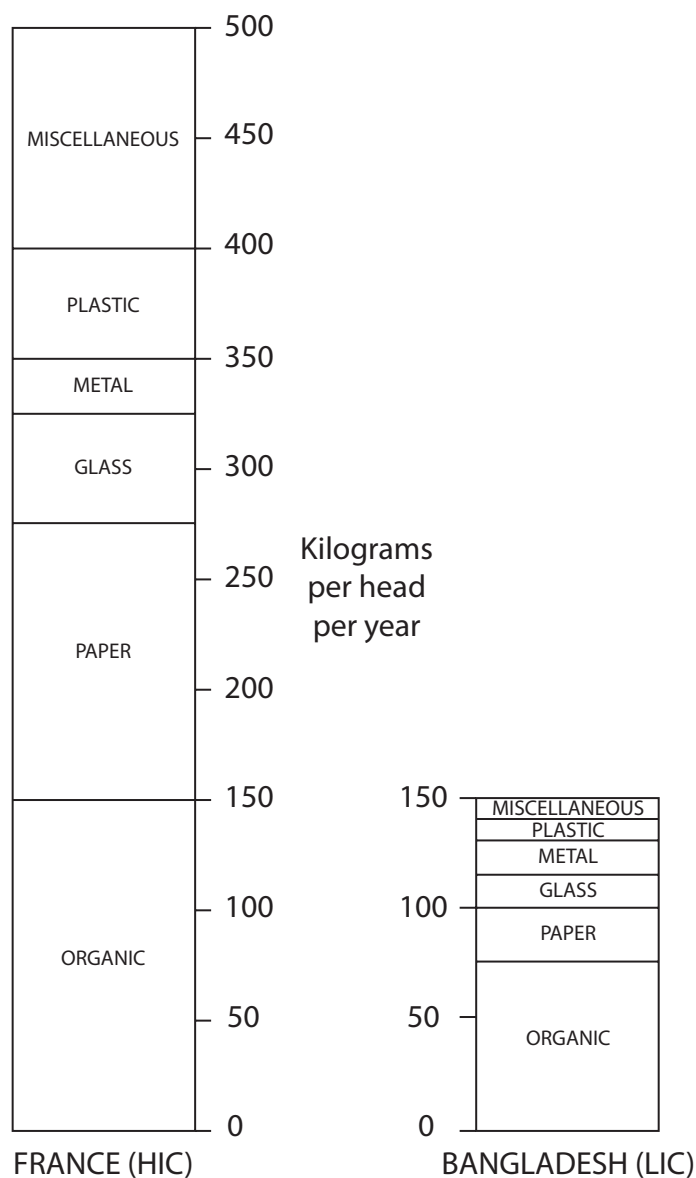 500
450
400
350
300
250
200
150
100
50
0
MISCELLANEOUS
PLASTIC
METAL
GLASS
PAPER
ORGANIC
FRANCE (HIC)
Kilograms
per head
per year
150
100
50
0
MISCELLANEOUS
PLASTIC
METAL
GLASS
PAPER
ORGANIC
BANGLADESH (LIC)